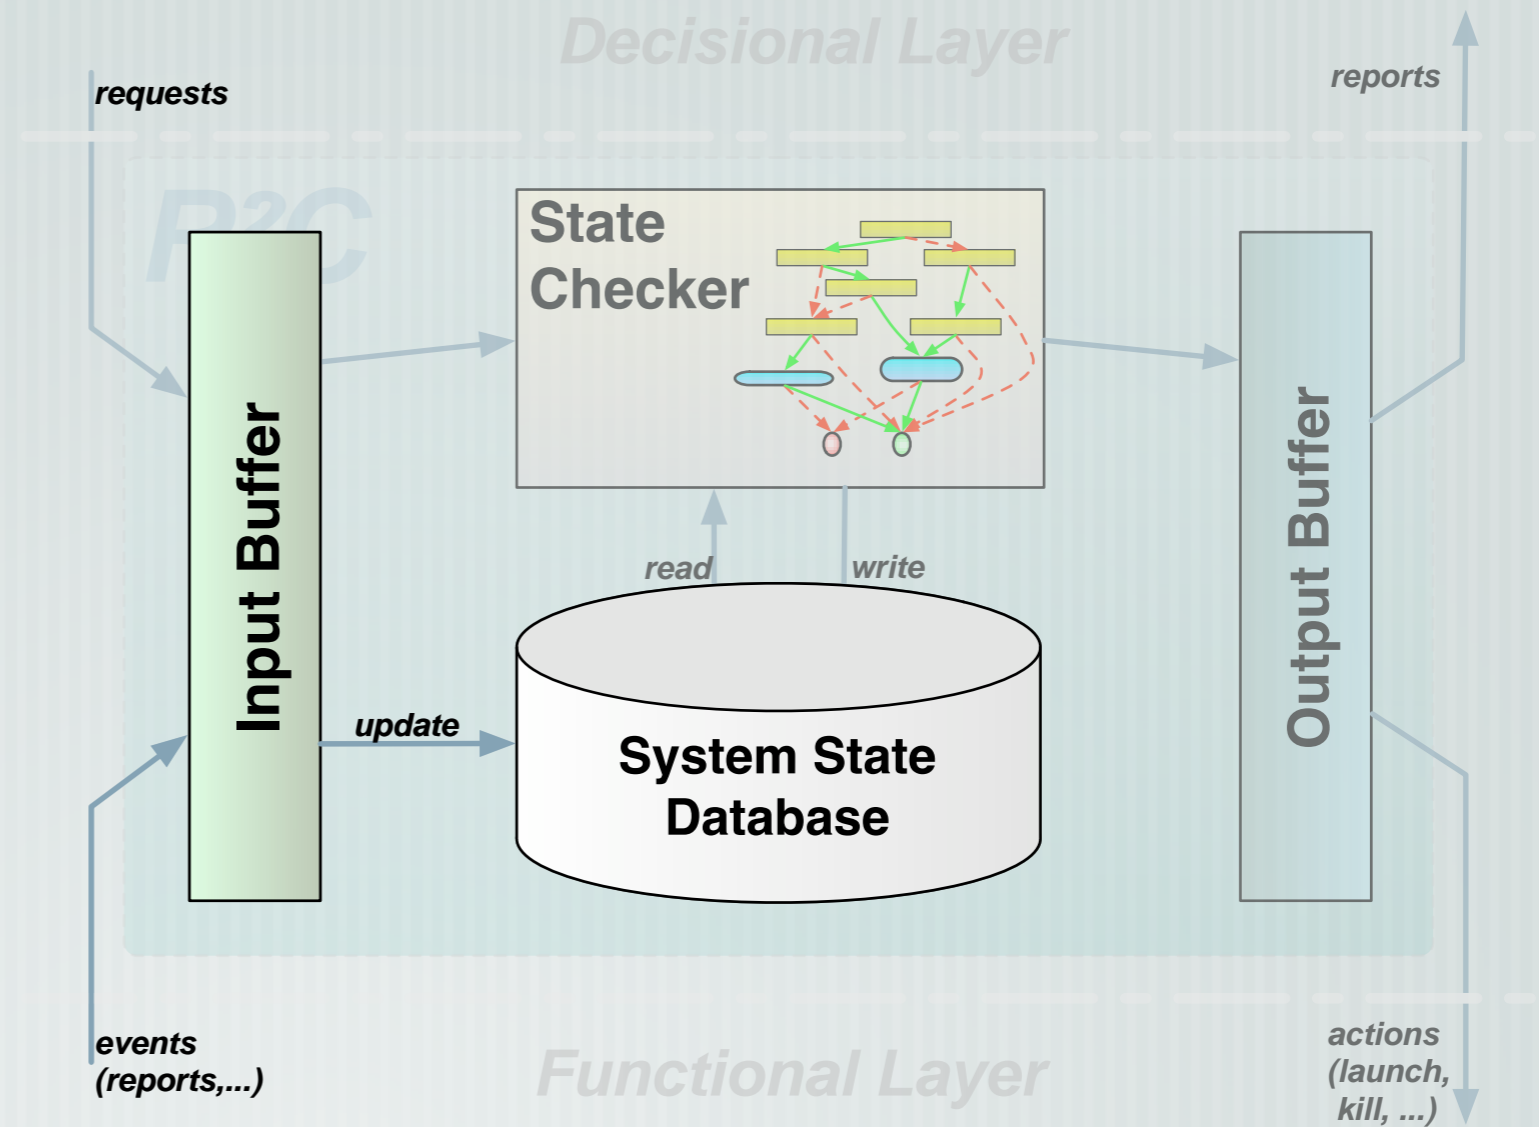 Decisional Layer
requests
reports
R²C
State
Checker
Input Buffer
Output Buffer
read
write
update
System State
Database
events
(reports,...)
Functional Layer
actions
(launch,
kill, ...)